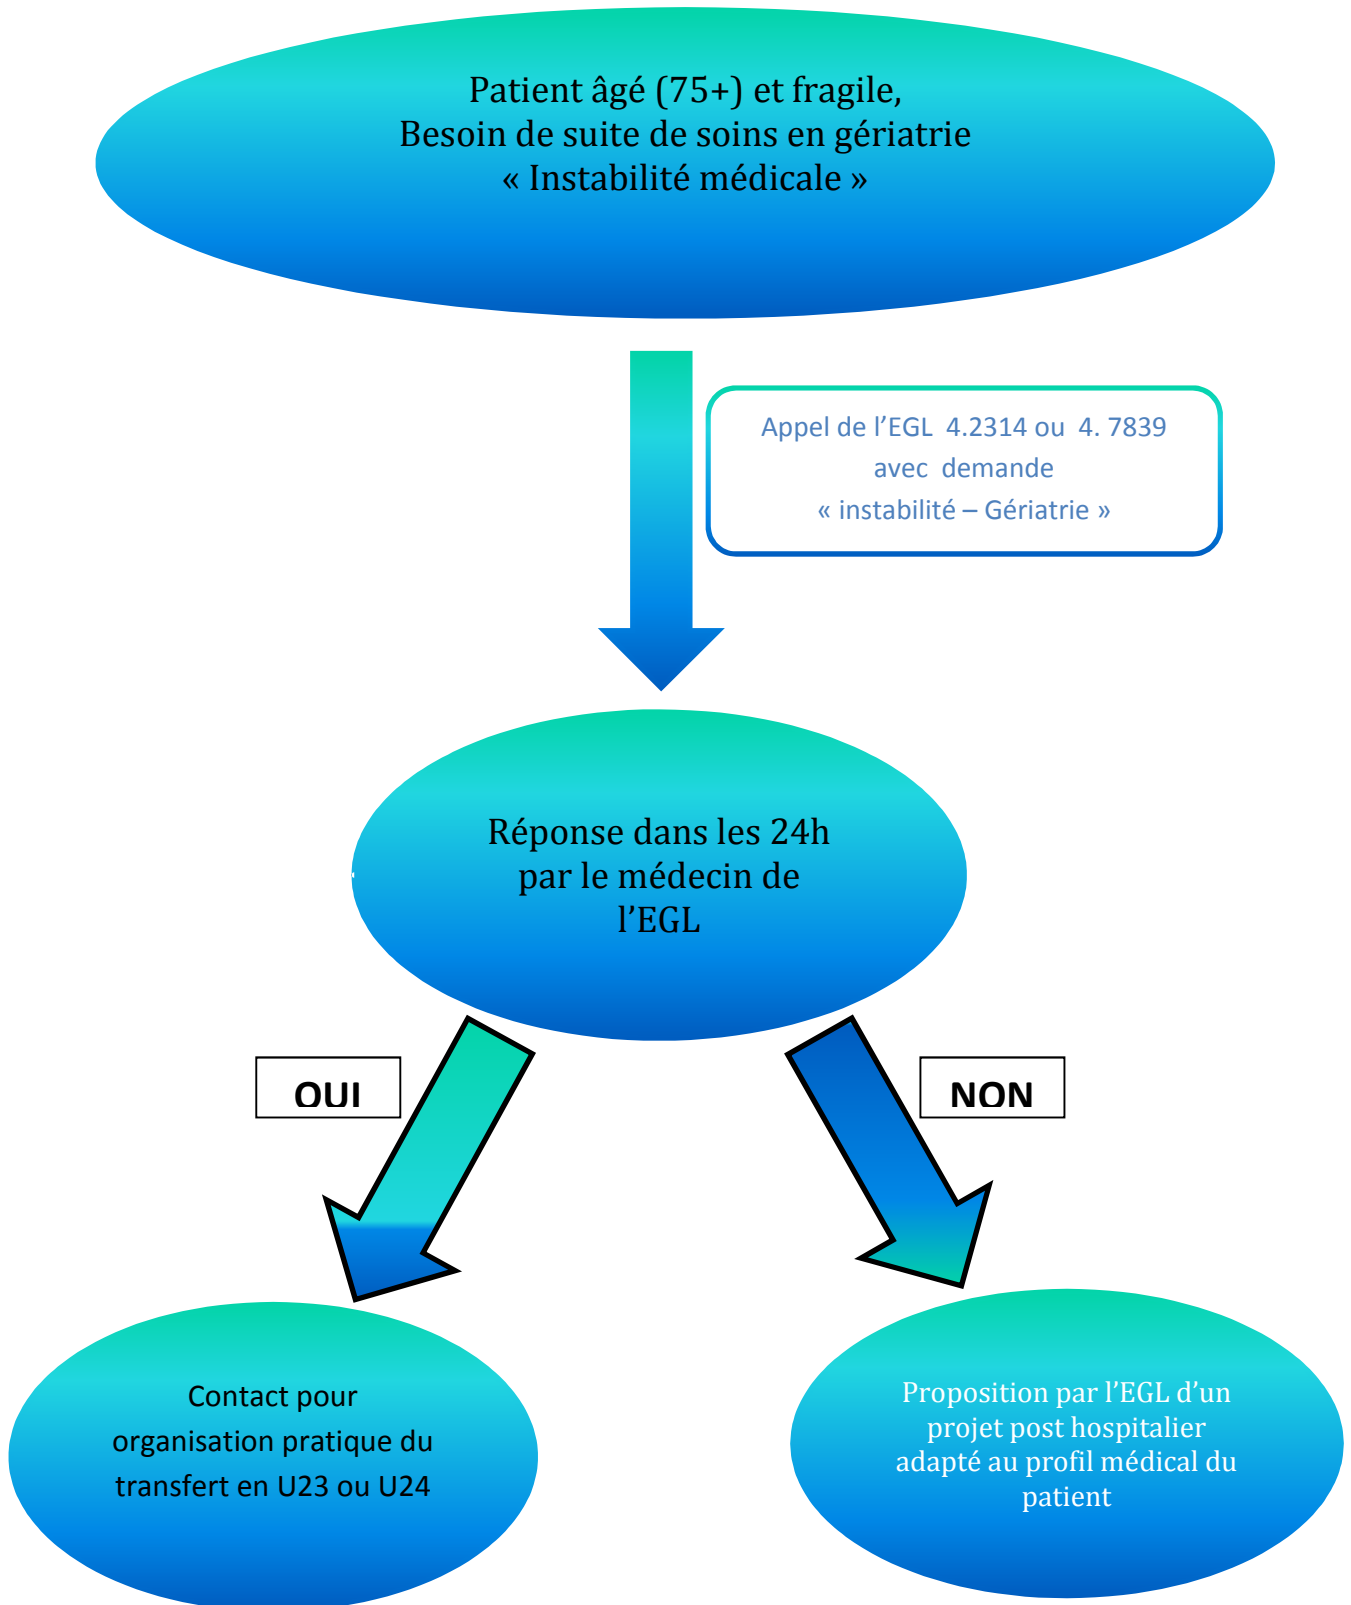 Patient âgé (75+) et fragile,
Besoin de suite de soins en gériatrie
« Instabilité médicale »
Appel de l’EGL  4.2314 ou  4. 7839
avec  demande
« instabilité – Gériatrie »
Réponse dans les 24h
par le médecin de
l’EGL
OUI
NON
Contact pour
organisation pratique du
transfert en U23 ou U24
Proposition par l’EGL d’un
projet post hospitalier
adapté au profil médical du
patient